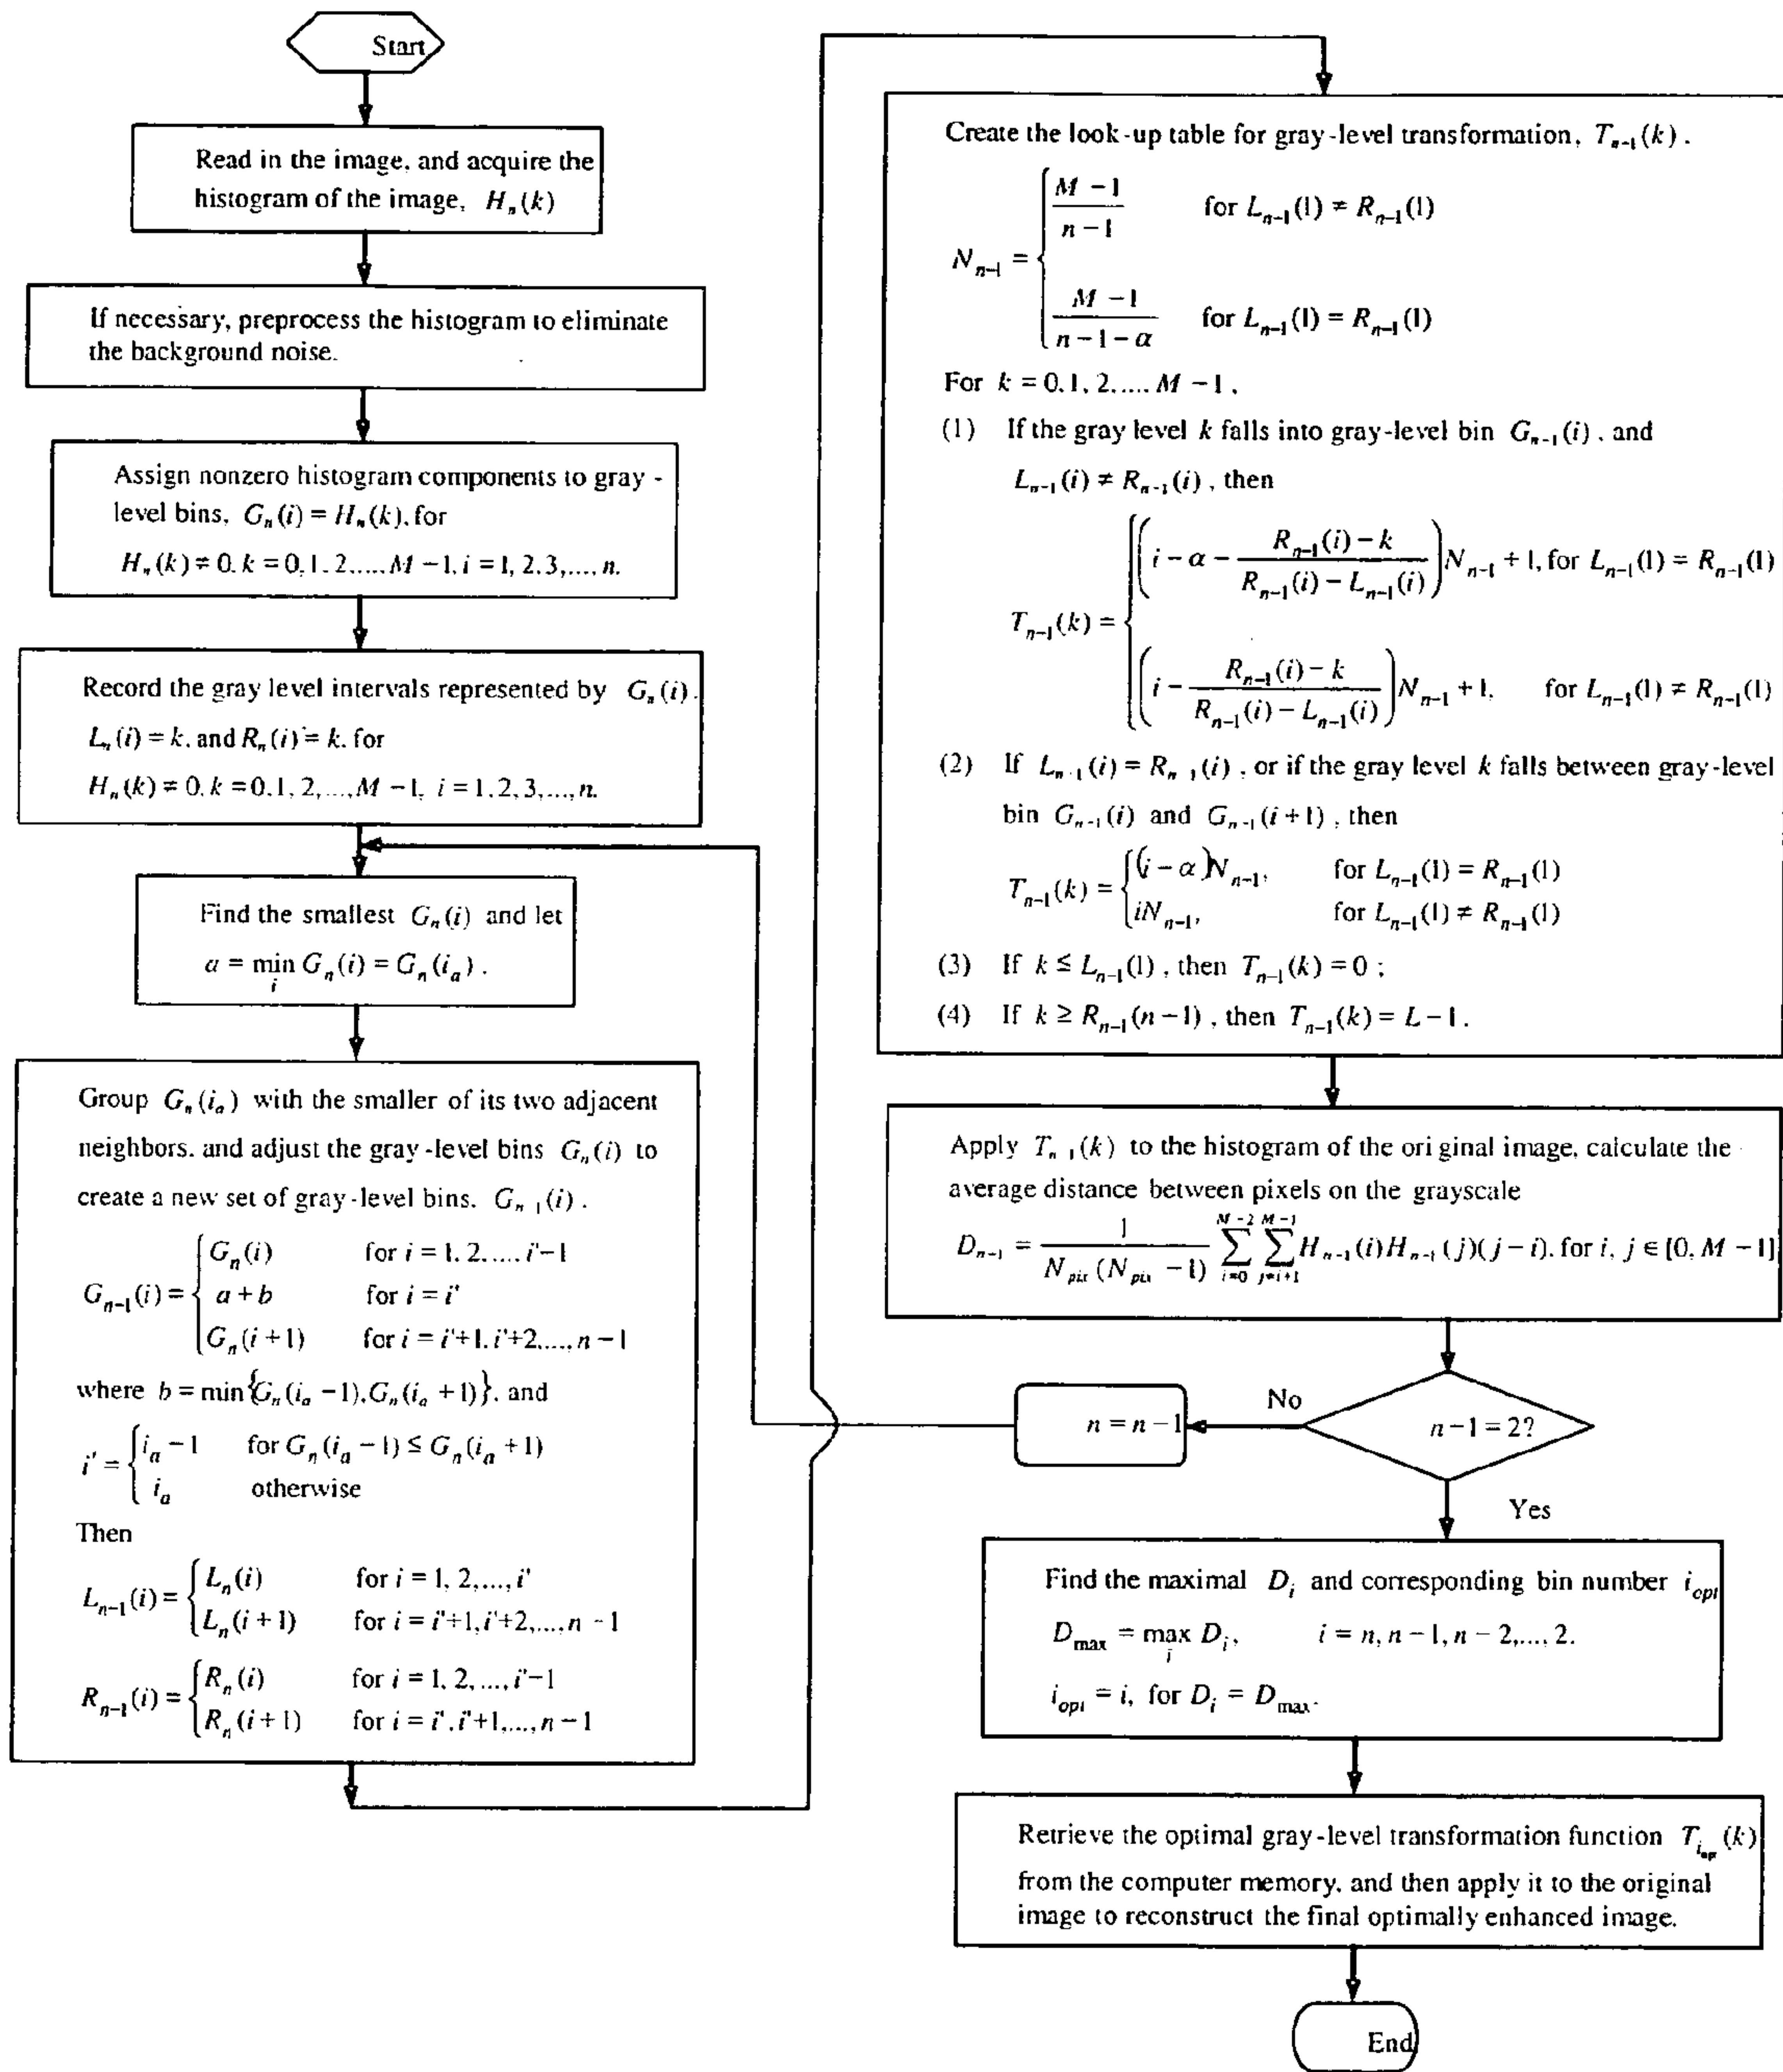 Start
Read in the image, and acquire the
histogram of the image, H_n(k)
If necessary, preprocess the histogram to eliminate
the background noise.
Assign nonzero histogram components to gray-
level bins, G_n(i) = H_n(k), for
H_n(k) ≠ 0, k = 0,1,2,..., M − 1, i = 1, 2,3,..., n.
Record the gray level intervals represented by G_n(i).
L_n(i) = k, and R_n(i) = k, for
H_n(k) ≠ 0, k = 0,1,2,...,M − 1, i = 1,2,3,...,n.
Find the smallest G_n(i) and let
a = min_i G_n(i) = G_n(i_a).
Group G_n(i_a) with the smaller of its two adjacent
neighbors, and adjust the gray-level bins G_n(i) to
create a new set of gray-level bins, G_{n−1}(i).
G_{n−1}(i) = { G_n(i) for i = 1, 2,..., i'−1
a + b for i = i'
G_n(i + 1) for i = i'+1, i'+2,..., n − 1
where b = min{G_n(i_a − 1), G_n(i_a + 1)}, and
i' = { i_a − 1 for G_n(i_a − 1) ≤ G_n(i_a + 1)
i_a otherwise
Then
L_{n−1}(i) = { L_n(i) for i = 1, 2,..., i'
L_n(i + 1) for i = i'+1, i'+2,..., n − 1
R_{n−1}(i) = { R_n(i) for i = 1, 2, ..., i'−1
R_n(i + 1) for i = i', i'+1,..., n − 1
Create the look-up table for gray-level transformation, T_{n−1}(k).
N_{n−1} = { (M − 1)/(n − 1) for L_{n−1}(1) ≠ R_{n−1}(1)
(M − 1)/(n − 1 − α) for L_{n−1}(1) = R_{n−1}(1)
For k = 0,1,2,..., M − 1,
(1) If the gray level k falls into gray-level bin G_{n−1}(i), and
L_{n−1}(i) ≠ R_{n−1}(i), then
T_{n−1}(k) = { (i − α − (R_{n−1}(i) − k)/(R_{n−1}(i) − L_{n−1}(i))) N_{n−1} + 1, for L_{n−1}(1) = R_{n−1}(1)
(i − (R_{n−1}(i) − k)/(R_{n−1}(i) − L_{n−1}(i))) N_{n−1} + 1, for L_{n−1}(1) ≠ R_{n−1}(1)
(2) If L_{n−1}(i) = R_{n−1}(i), or if the gray level k falls between gray-level
bin G_{n−1}(i) and G_{n−1}(i + 1), then
T_{n−1}(k) = { (i − α)N_{n−1}, for L_{n−1}(1) = R_{n−1}(1)
iN_{n−1}, for L_{n−1}(1) ≠ R_{n−1}(1)
(3) If k ≤ L_{n−1}(1), then T_{n−1}(k) = 0;
(4) If k ≥ R_{n−1}(n − 1), then T_{n−1}(k) = L − 1.
Apply T_{n−1}(k) to the histogram of the original image, calculate the
average distance between pixels on the grayscale
D_{n−1} = 1/(N_pix (N_pix − 1)) ∑_{i=0}^{M−2} ∑_{j=i+1}^{M−1} H_{n−1}(i)H_{n−1}(j)(j − i), for i, j ∈ [0, M − 1]
n − 1 = 2?
No
n = n − 1
Yes
Find the maximal D_i and corresponding bin number i_opt
D_max = max_i D_i, i = n, n − 1, n − 2,..., 2.
i_opt = i, for D_i = D_max.
Retrieve the optimal gray-level transformation function T_{i_opt}(k)
from the computer memory, and then apply it to the original
image to reconstruct the final optimally enhanced image.
End